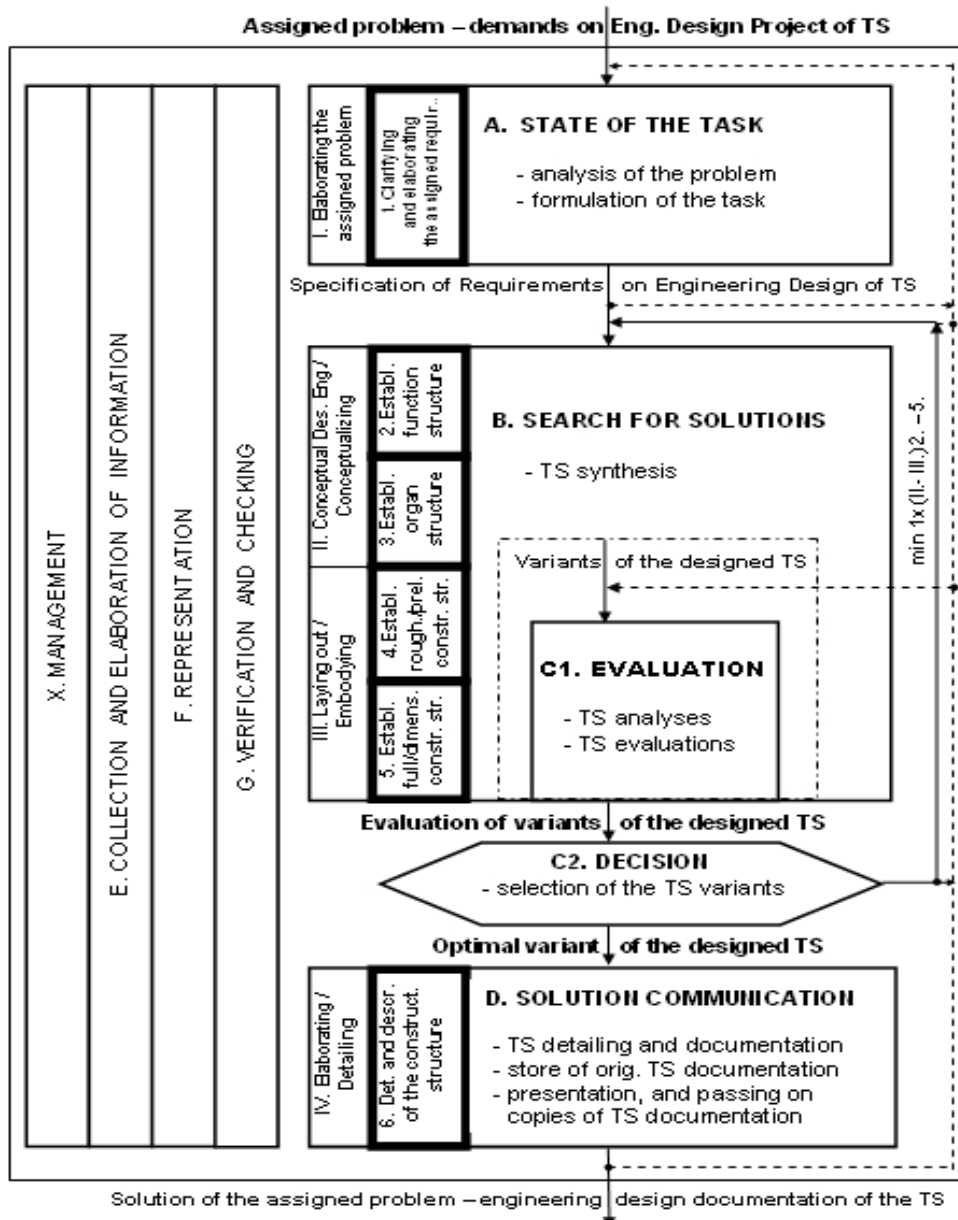 Assigned problem – demands on Eng. Design Project of TS
X. MANAGEMENT
E. COLLECTION AND ELABORATION OF INFORMATION
F. REPRESENTATION
G. VERIFICATION AND CHECKING
I. Elaborating the
assigned problem
1. Clarifying
and elaborating
the assigned requir..
A. STATE OF THE TASK
- analysis of the problem
- formulation of the task
Specification of Requirements on Engineering Design of TS
II. Conceptual Des. Eng./
Conceptualizing
2. Establ.
function
structure
3. Establ.
organ
structure
III. Laying out /
Embodying
4. Establ.
rough./prel.
constr. str.
5. Establ.
full/dimens.
constr. str.
B. SEARCH FOR SOLUTIONS
- TS synthesis
Variants of the designed TS
C1. EVALUATION
- TS analyses
- TS evaluations
min 1x (II.- III.) 2. – 5.
Evaluation of variants of the designed TS
C2. DECISION
- selection of the TS variants
Optimal variant of the designed TS
IV. Elaborating /
Detailing
6. Det. and descr.
of the construct.
structure
D. SOLUTION COMMUNICATION
- TS detailing and documentation
- store of orig. TS documentation
- presentation, and passing on
copies of TS documentation
Solution of the assigned problem – engineering design documentation of the TS